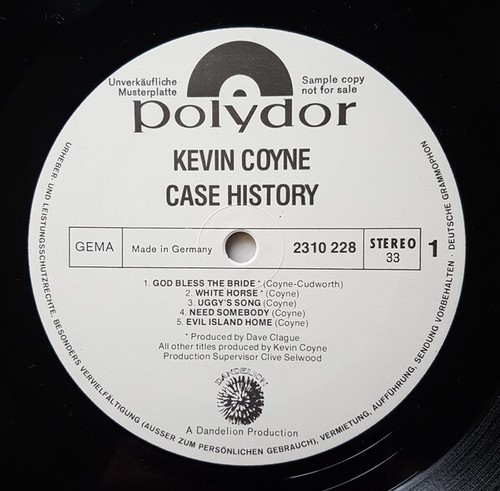 Unverkäufliche
Musterplatte
Sample copy
not for sale
polydor
KEVIN COYNE
CASE HISTORY
GEMA
Made in Germany
2310 228
STEREO
33
1
1. GOD BLESS THE BRIDE * (Coyne-Cudworth)
2. WHITE HORSE * (Coyne)
3. UGGY'S SONG (Coyne)
4. NEED SOMEBODY (Coyne)
5. EVIL ISLAND HOME (Coyne)
* Produced by Dave Clague
All other titles produced by Kevin Coyne
Production Supervisor Clive Selwood
DANDELION
A Dandelion Production
URHEBER- UND LEISTUNGSSCHUTZRECHTE, BESONDERS VERVIELFÄLTIGUNG (AUSSER ZUM PERSÖNLICHEN GEBRAUCH), VERMIETUNG, AUFFÜHRUNG, SENDUNG VORBEHALTEN · DEUTSCHE GRAMMOPHON